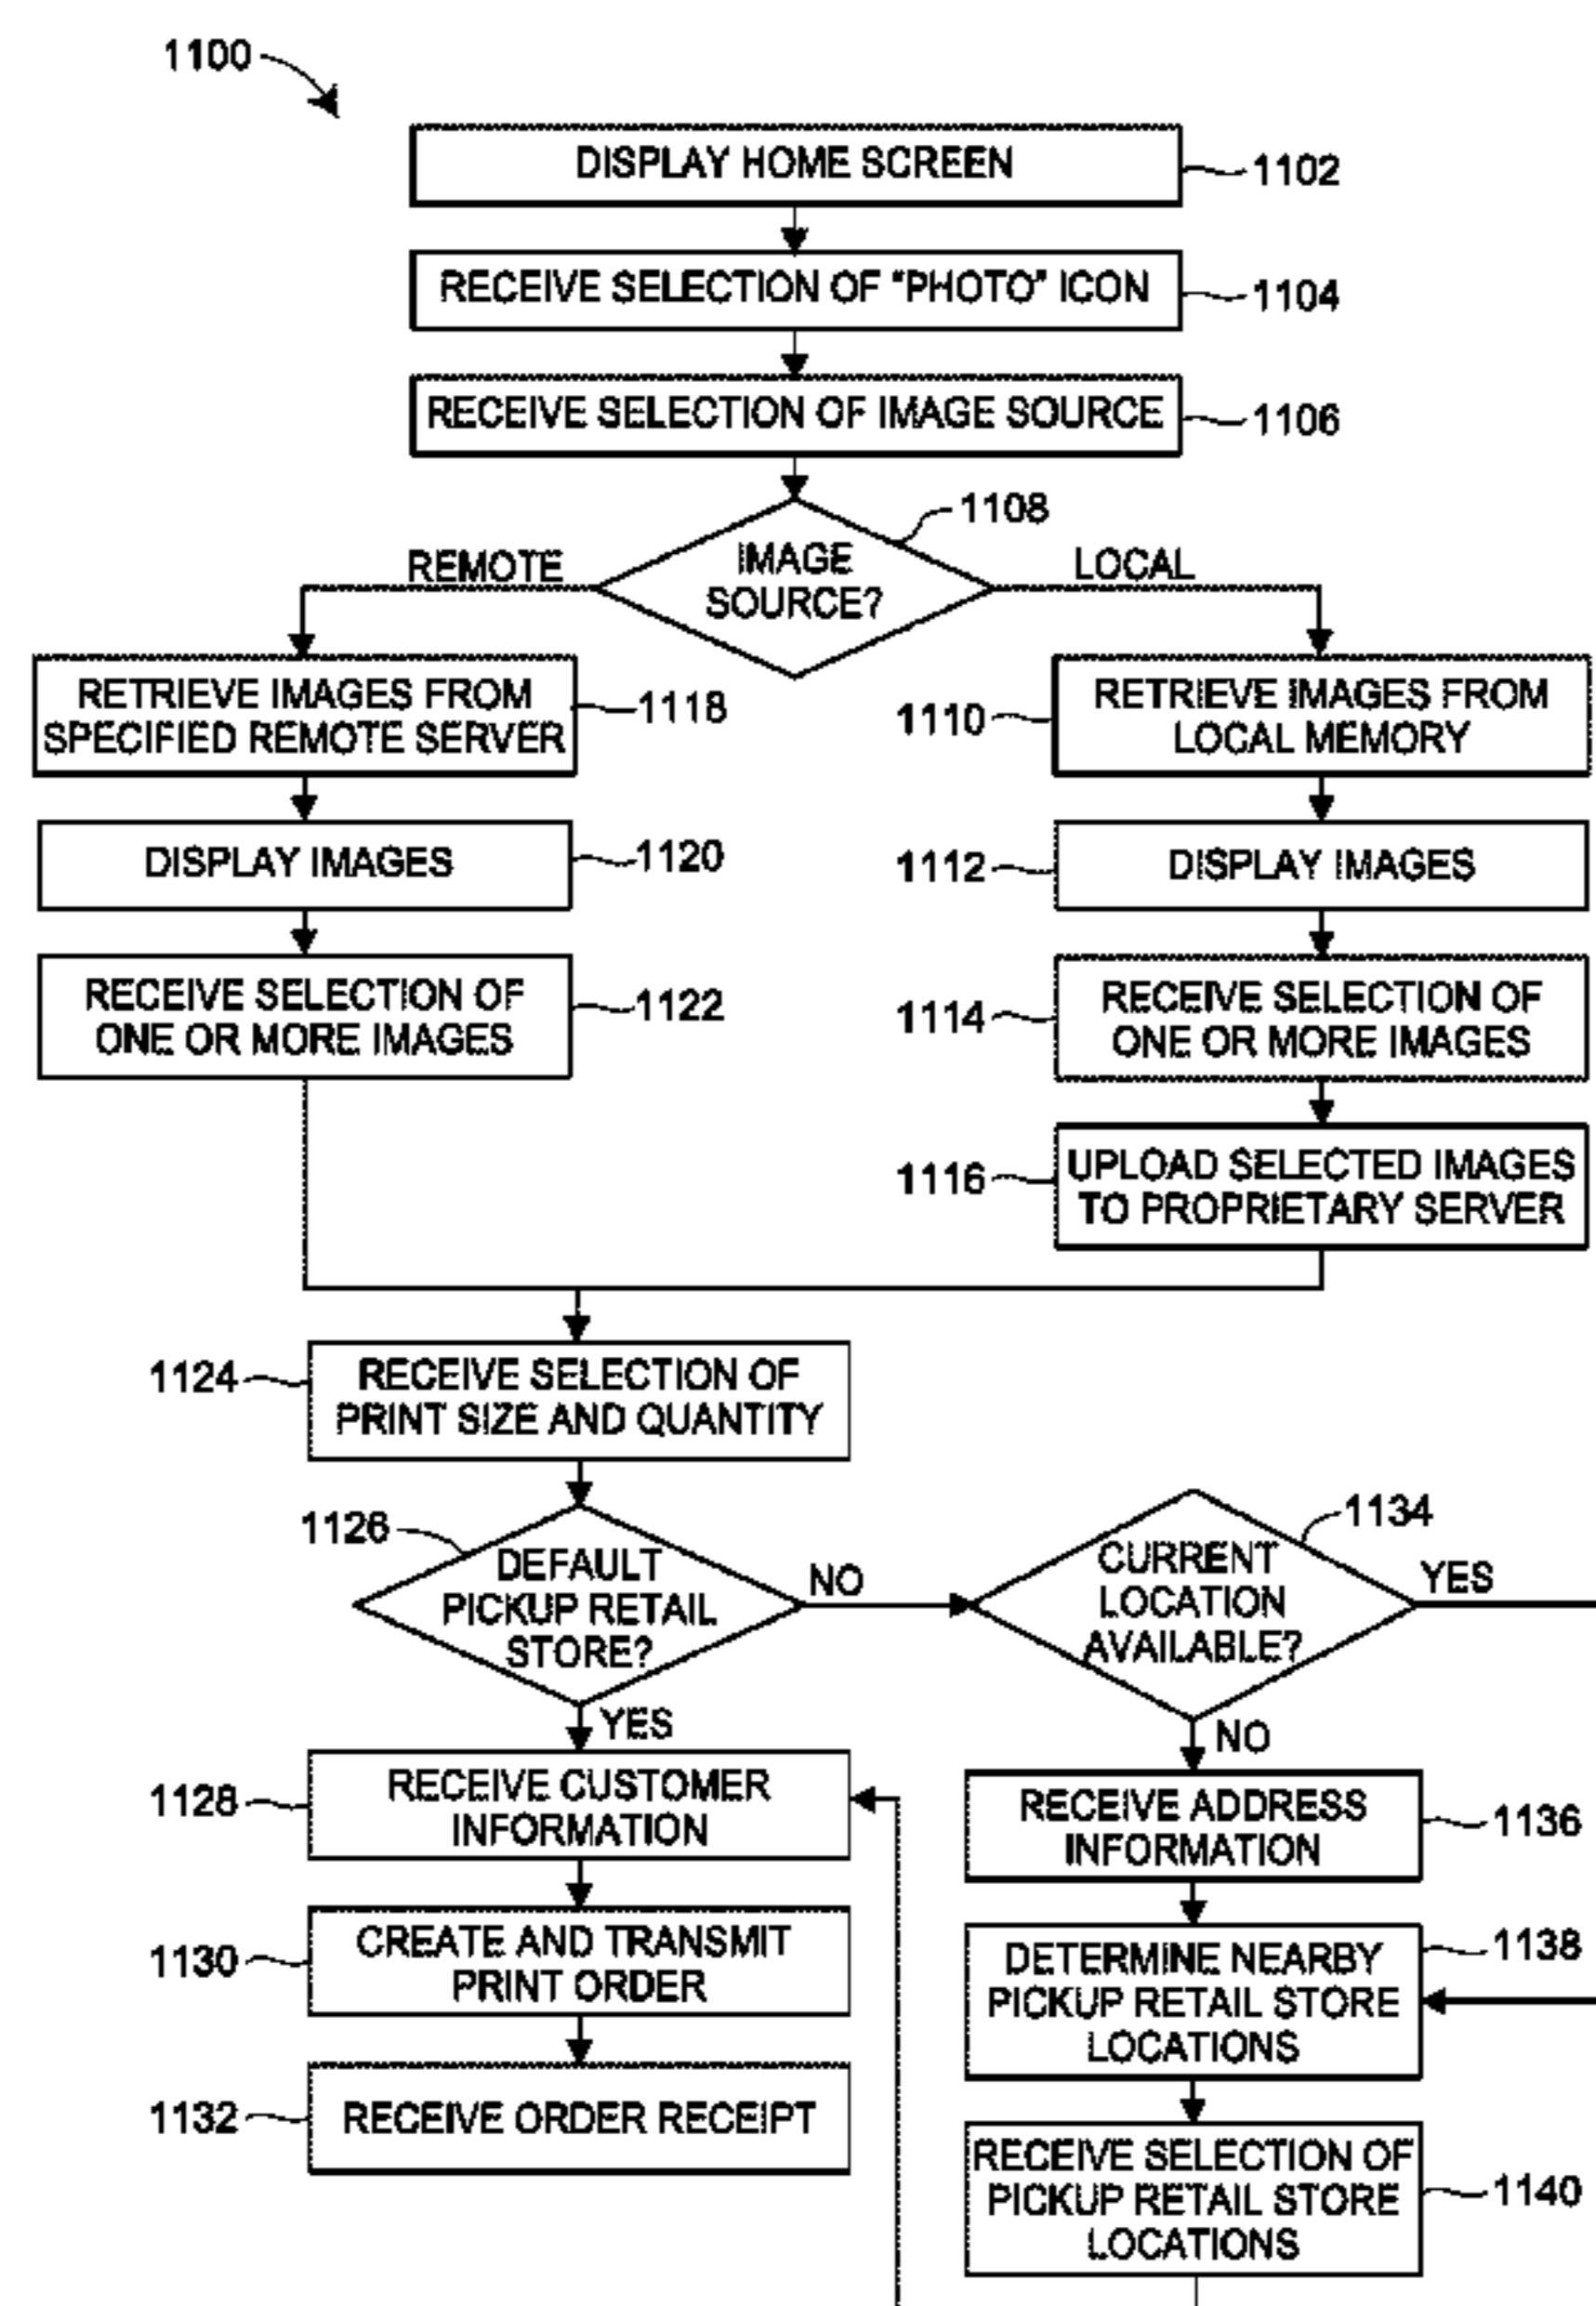 1100
DISPLAY HOME SCREEN
1102
RECEIVE SELECTION OF "PHOTO" ICON
1104
RECEIVE SELECTION OF IMAGE SOURCE
1106
1108
IMAGE
SOURCE?
REMOTE
LOCAL
RETRIEVE IMAGES FROM
SPECIFIED REMOTE SERVER
1118
1110
RETRIEVE IMAGES FROM
LOCAL MEMORY
DISPLAY IMAGES
1120
1112
DISPLAY IMAGES
RECEIVE SELECTION OF
ONE OR MORE IMAGES
1122
1114
RECEIVE SELECTION OF
ONE OR MORE IMAGES
1116
UPLOAD SELECTED IMAGES
TO PROPRIETARY SERVER
1124
RECEIVE SELECTION OF
PRINT SIZE AND QUANTITY
1126
DEFAULT
PICKUP RETAIL
STORE?
NO
1134
CURRENT
LOCATION
AVAILABLE?
YES
YES
NO
1128
RECEIVE CUSTOMER
INFORMATION
RECEIVE ADDRESS
INFORMATION
1136
1130
CREATE AND TRANSMIT
PRINT ORDER
DETERMINE NEARBY
PICKUP RETAIL STORE
LOCATIONS
1138
1132
RECEIVE ORDER RECEIPT
RECEIVE SELECTION OF
PICKUP RETAIL STORE
LOCATIONS
1140